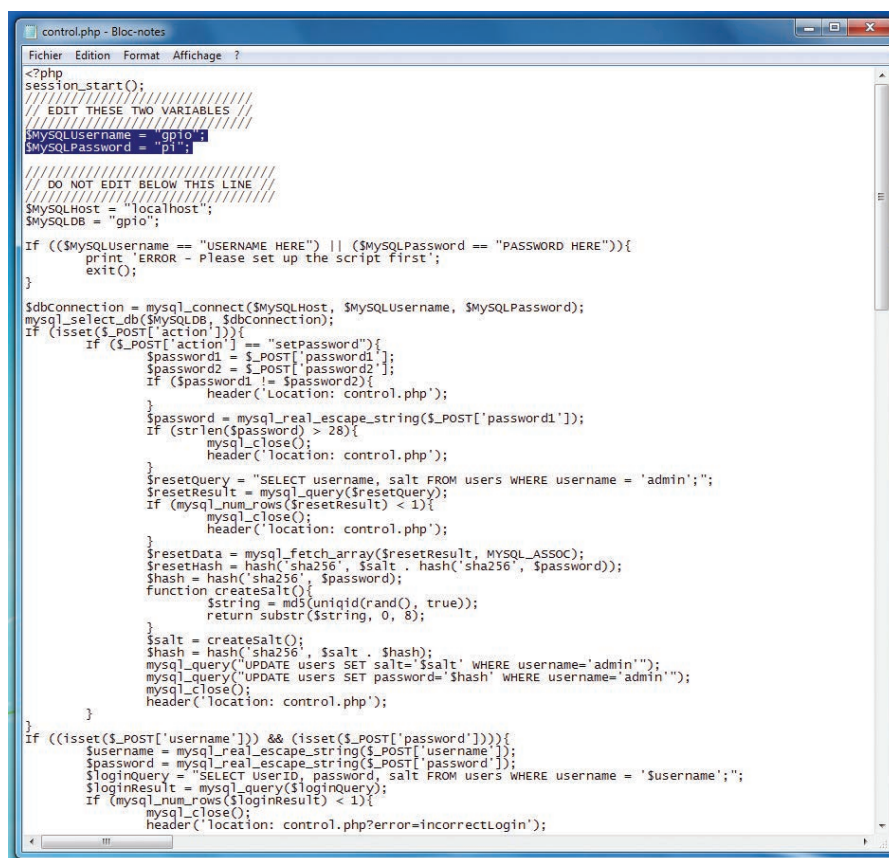 control.php - Bloc-notes
Fichier Edition Format Affichage ?
<?php
session_start();
//////////////////////////////
// EDIT THESE TWO VARIABLES //
//////////////////////////////
$MySQLUsername = "gpio";
$MySQLPassword = "pi";

/////////////////////////////////
// DO NOT EDIT BELOW THIS LINE //
/////////////////////////////////
$MySQLHost = "localhost";
$MySQLDB = "gpio";

If (($MySQLUsername == "USERNAME HERE") || ($MySQLPassword == "PASSWORD HERE")){
        print 'ERROR - Please set up the script first';
        exit();
}

$dbConnection = mysql_connect($MySQLHost, $MySQLUsername, $MySQLPassword);
mysql_select_db($MySQLDB, $dbConnection);
If (isset($_POST['action'])){
        If ($_POST['action'] == "setPassword"){
                $password1 = $_POST['password1'];
                $password2 = $_POST['password2'];
                If ($password1 != $password2){
                        header('Location: control.php');
                }
                $password = mysql_real_escape_string($_POST['password1']);
                If (strlen($password) > 28){
                        mysql_close();
                        header('location: control.php');
                }
                $resetQuery = "SELECT username, salt FROM users WHERE username = 'admin';";
                $resetResult = mysql_query($resetQuery);
                If (mysql_num_rows($resetResult) < 1){
                        mysql_close();
                        header('location: control.php');
                }
                $resetData = mysql_fetch_array($resetResult, MYSQL_ASSOC);
                $resetHash = hash('sha256', $salt . hash('sha256', $password));
                $hash = hash('sha256', $password);
                function createSalt(){
                        $string = md5(uniqid(rand(), true));
                        return substr($string, 0, 8);
                }
                $salt = createSalt();
                $hash = hash('sha256', $salt . $hash);
                mysql_query("UPDATE users SET salt='$salt' WHERE username='admin'");
                mysql_query("UPDATE users SET password='$hash' WHERE username='admin'");
                mysql_close();
                header('location: control.php');
        }
}
If ((isset($_POST['username'])) && (isset($_POST['password']))){
        $username = mysql_real_escape_string($_POST['username']);
        $password = mysql_real_escape_string($_POST['password']);
        $loginQuery = "SELECT UserID, password, salt FROM users WHERE username = '$username';";
        $loginResult = mysql_query($loginQuery);
        If (mysql_num_rows($loginResult) < 1){
                mysql_close();
                header('location: control.php?error=incorrectLogin');